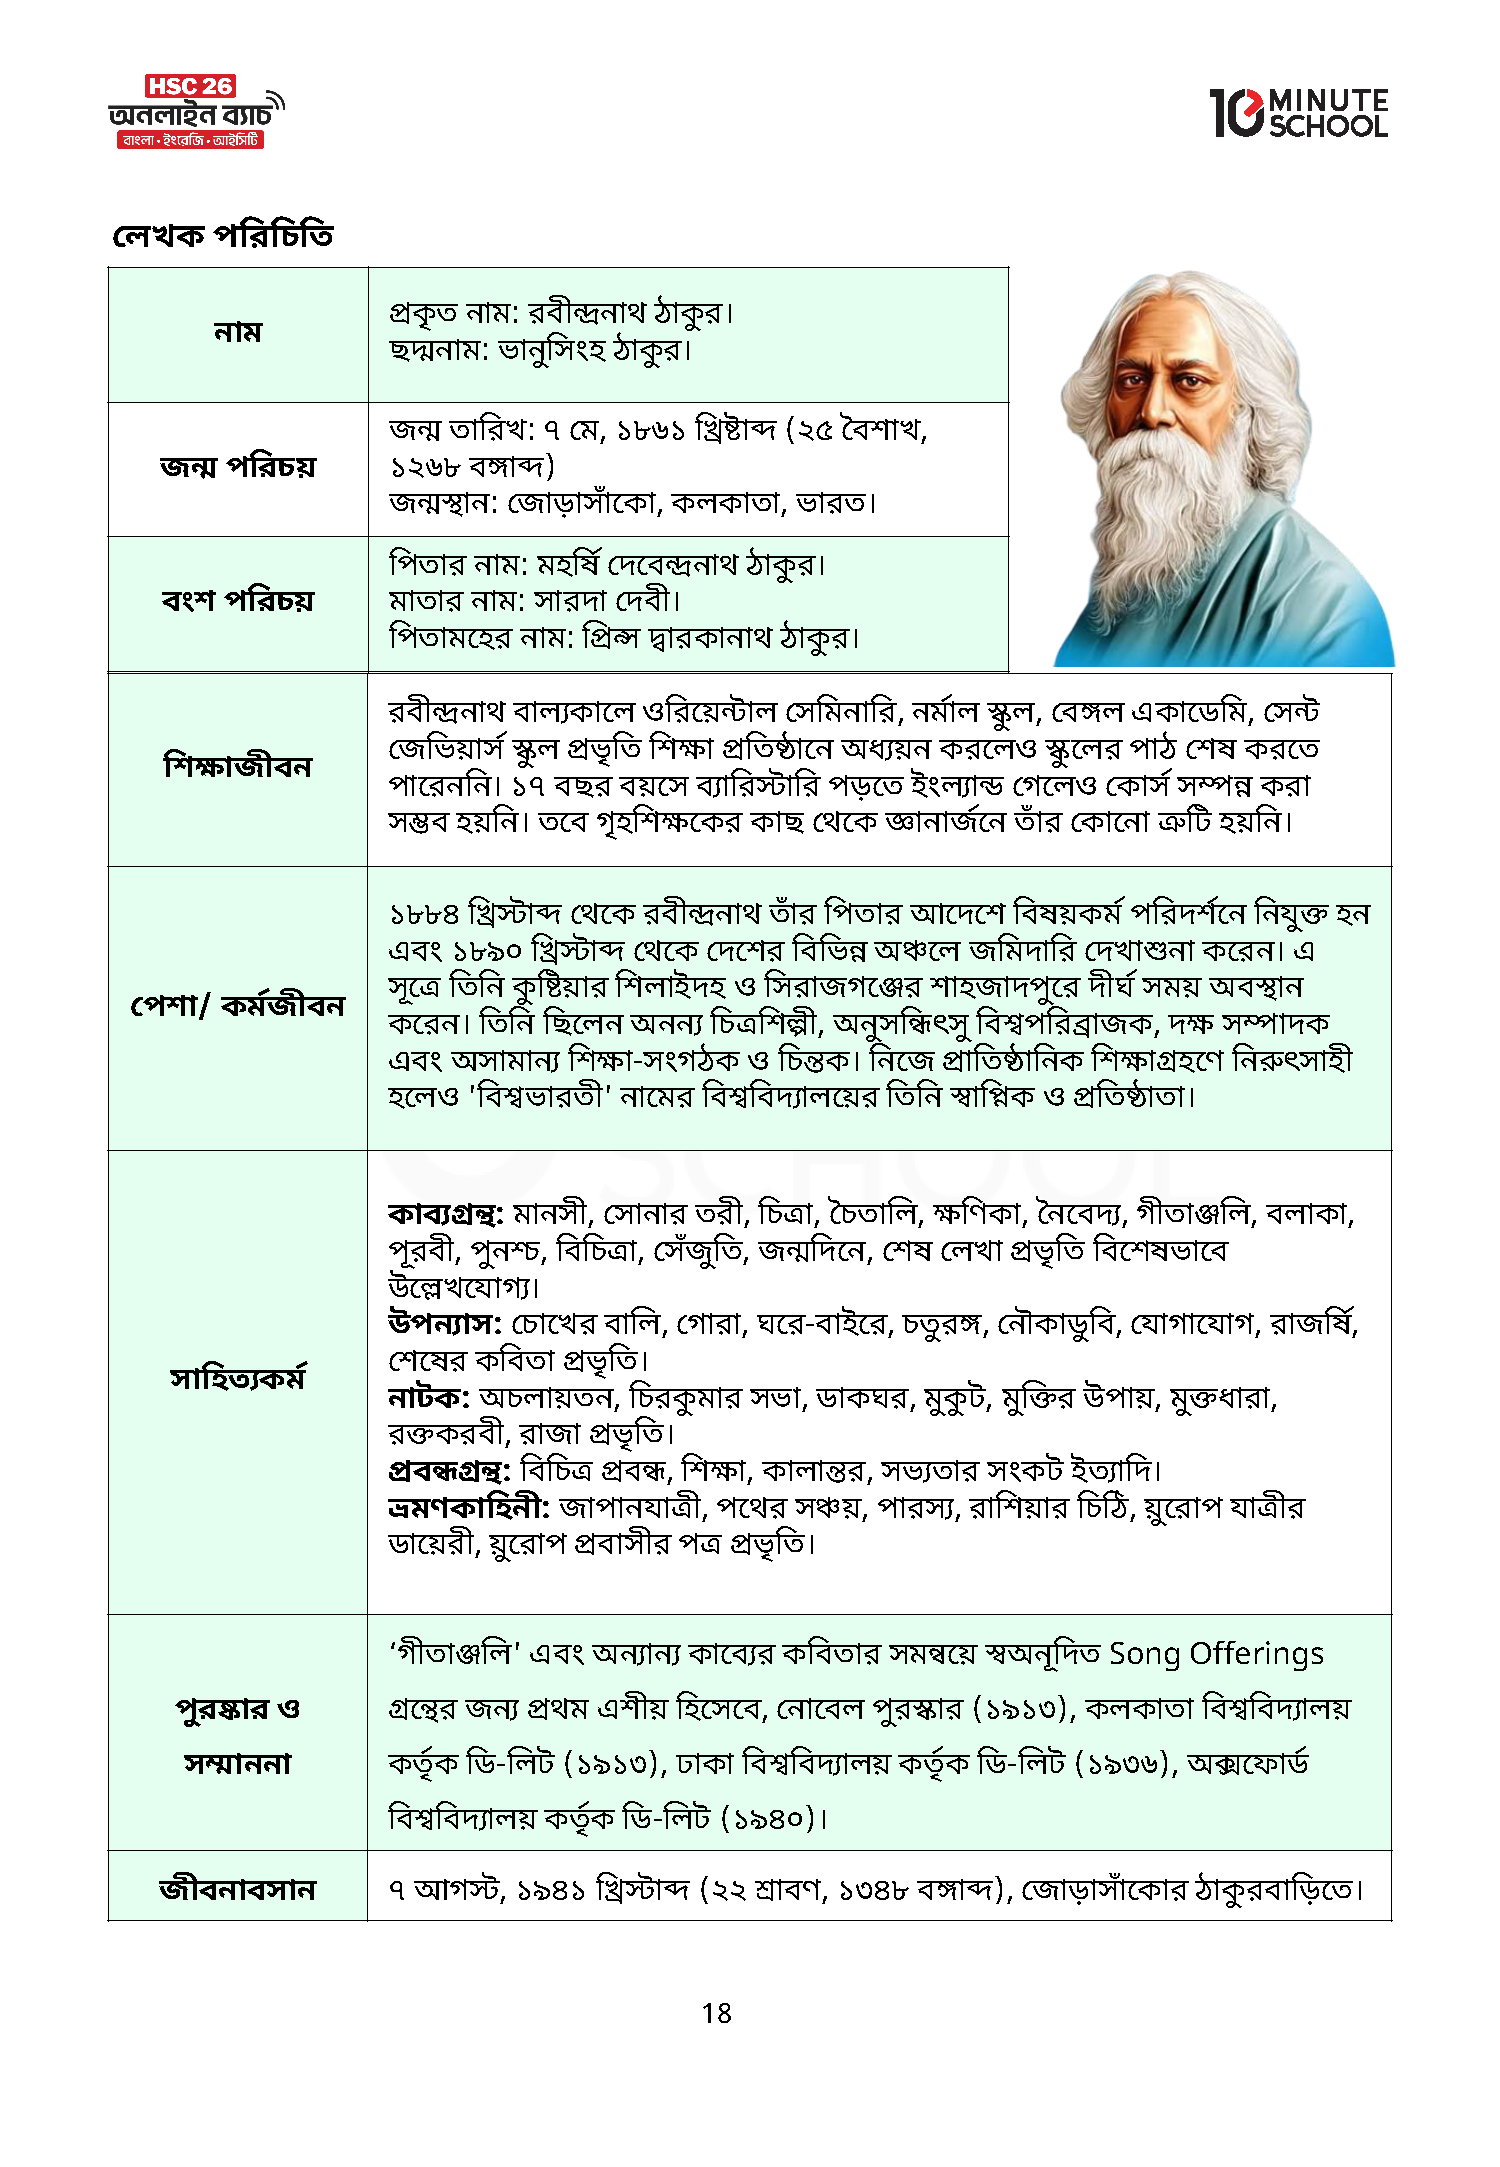 HSC 26
অনলাইন ব্যাচ
বাংলা • ইংরেজি • আইসিটি
10 MINUTE SCHOOL
লেখক পরিচিতি
নাম
প্রকৃত নাম: রবীন্দ্রনাথ ঠাকুর।
ছদ্মনাম: ভানুসিংহ ঠাকুর।
জন্ম পরিচয়
জন্ম তারিখ: ৭ মে, ১৮৬১ খ্রিষ্টাব্দ (২৫ বৈশাখ,
১২৬৮ বঙ্গাব্দ)
জন্মস্থান: জোড়াসাঁকো, কলকাতা, ভারত।
বংশ পরিচয়
পিতার নাম: মহর্ষি দেবেন্দ্রনাথ ঠাকুর।
মাতার নাম: সারদা দেবী।
পিতামহের নাম: প্রিন্স দ্বারকানাথ ঠাকুর।
শিক্ষাজীবন
রবীন্দ্রনাথ বাল্যকালে ওরিয়েন্টাল সেমিনারি, নর্মাল স্কুল, বেঙ্গল একাডেমি, সেন্ট
জেভিয়ার্স স্কুল প্রভৃতি শিক্ষা প্রতিষ্ঠানে অধ্যয়ন করলেও স্কুলের পাঠ শেষ করতে
পারেননি। ১৭ বছর বয়সে ব্যারিস্টারি পড়তে ইংল্যান্ড গেলেও কোর্স সম্পন্ন করা
সম্ভব হয়নি। তবে গৃহশিক্ষকের কাছ থেকে জ্ঞানার্জনে তাঁর কোনো ত্রুটি হয়নি।
পেশা/ কর্মজীবন
১৮৮৪ খ্রিস্টাব্দ থেকে রবীন্দ্রনাথ তাঁর পিতার আদেশে বিষয়কর্ম পরিদর্শনে নিযুক্ত হন
এবং ১৮৯০ খ্রিস্টাব্দ থেকে দেশের বিভিন্ন অঞ্চলে জমিদারি দেখাশুনা করেন। এ
সূত্রে তিনি কুষ্টিয়ার শিলাইদহ ও সিরাজগঞ্জের শাহজাদপুরে দীর্ঘ সময় অবস্থান
করেন। তিনি ছিলেন অনন্য চিত্রশিল্পী, অনুসন্ধিৎসু বিশ্বপরিব্রাজক, দক্ষ সম্পাদক
এবং অসামান্য শিক্ষা-সংগঠক ও চিন্তক। নিজে প্রাতিষ্ঠানিক শিক্ষাগ্রহণে নিরুৎসাহী
হলেও 'বিশ্বভারতী' নামের বিশ্ববিদ্যালয়ের তিনি স্বাপ্নিক ও প্রতিষ্ঠাতা।
SCHOOL
সাহিত্যকর্ম
কাব্যগ্রন্থ: মানসী, সোনার তরী, চিত্রা, চৈতালি, ক্ষণিকা, নৈবেদ্য, গীতাঞ্জলি, বলাকা,
পূরবী, পুনশ্চ, বিচিত্রা, সেঁজুতি, জন্মদিনে, শেষ লেখা প্রভৃতি বিশেষভাবে
উল্লেখযোগ্য।
উপন্যাস: চোখের বালি, গোরা, ঘরে-বাইরে, চতুরঙ্গ, নৌকাডুবি, যোগাযোগ, রাজর্ষি,
শেষের কবিতা প্রভৃতি।
নাটক: অচলায়তন, চিরকুমার সভা, ডাকঘর, মুকুট, মুক্তির উপায়, মুক্তধারা,
রক্তকরবী, রাজা প্রভৃতি।
প্রবন্ধগ্রন্থ: বিচিত্র প্রবন্ধ, শিক্ষা, কালান্তর, সভ্যতার সংকট ইত্যাদি।
ভ্রমণকাহিনী: জাপানযাত্রী, পথের সঞ্চয়, পারস্য, রাশিয়ার চিঠি, য়ুরোপ যাত্রীর
ডায়েরী, য়ুরোপ প্রবাসীর পত্র প্রভৃতি।
পুরষ্কার ও
সম্মাননা
‘গীতাঞ্জলি' এবং অন্যান্য কাব্যের কবিতার সমন্বয়ে স্বঅনূদিত Song Offerings
গ্রন্থের জন্য প্রথম এশীয় হিসেবে, নোবেল পুরস্কার (১৯১৩), কলকাতা বিশ্ববিদ্যালয়
কর্তৃক ডি-লিট (১৯১৩), ঢাকা বিশ্ববিদ্যালয় কর্তৃক ডি-লিট (১৯৩৬), অক্সফোর্ড
বিশ্ববিদ্যালয় কর্তৃক ডি-লিট (১৯৪০)।
জীবনাবসান
৭ আগস্ট, ১৯৪১ খ্রিস্টাব্দ (২২ শ্রাবণ, ১৩৪৮ বঙ্গাব্দ), জোড়াসাঁকোর ঠাকুরবাড়িতে।
18